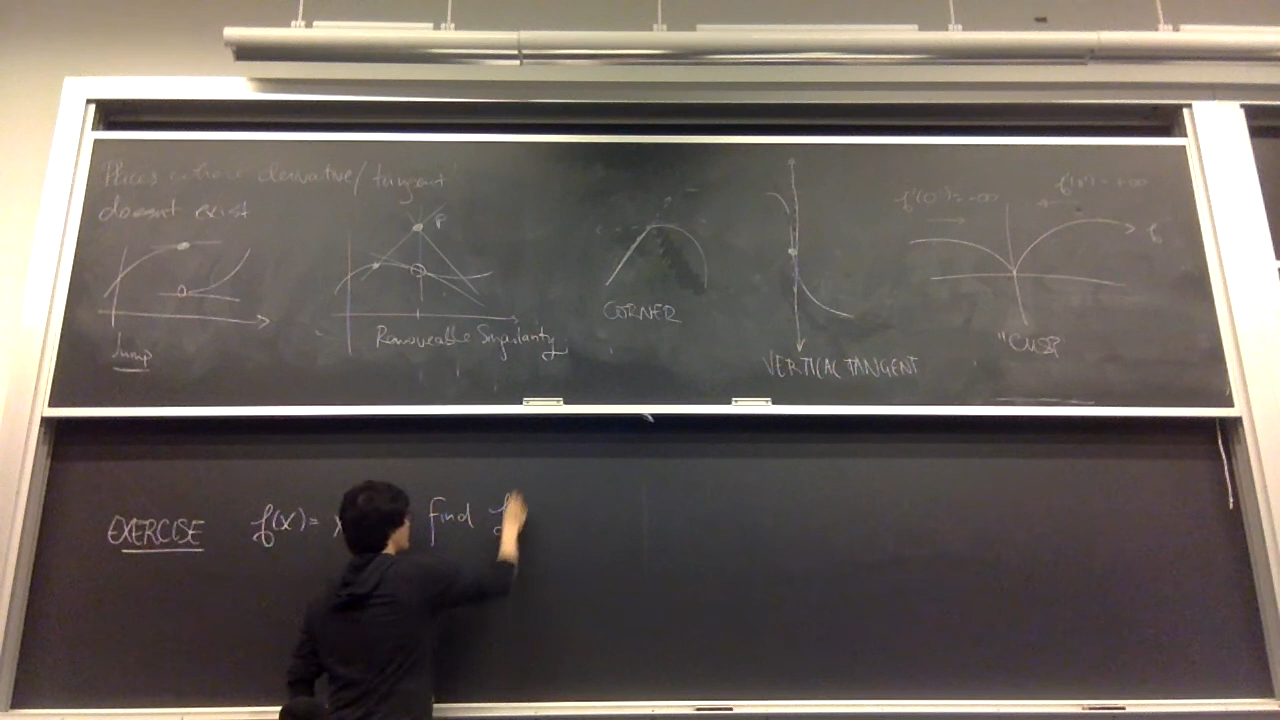 Places where derivative/tangent
doesn't exist
P
f'(0⁻) = -∞
f'(0⁺) = +∞
f
Jump
Removeable Singularity
CORNER
VERTICAL TANGENT
"CUSP"
EXERCISE f(x) = x find f